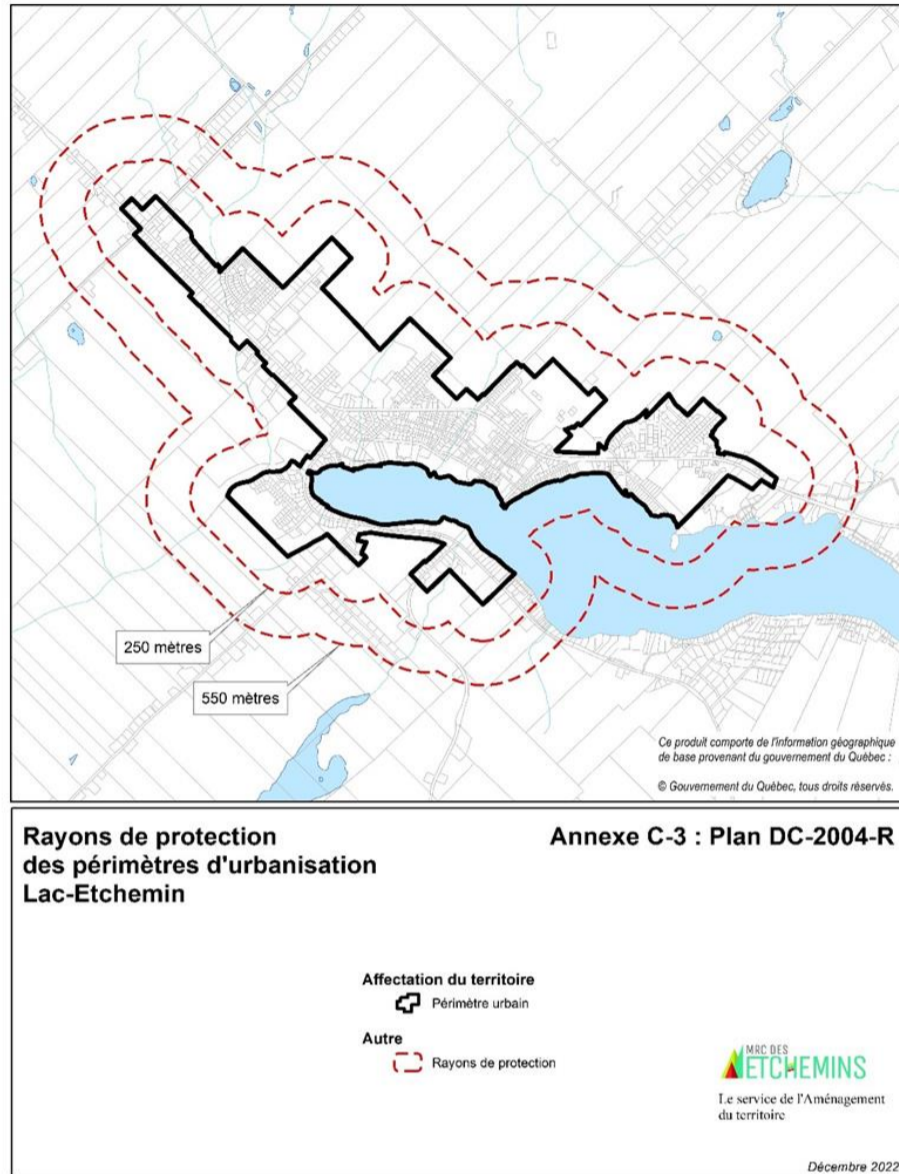 250 mètres
550 mètres
Ce produit comporte de l'information géographique
de base provenant du gouvernement du Québec :
© Gouvernement du Québec, tous droits réservés.
Rayons de protection
des périmètres d'urbanisation
Lac-Etchemin
Annexe C-3 : Plan DC-2004-R
Affectation du territoire
Périmètre urbain
Autre
Rayons de protection
MRC DES
ETCHEMINS
Le service de l'Aménagement
du territoire
Décembre 2022